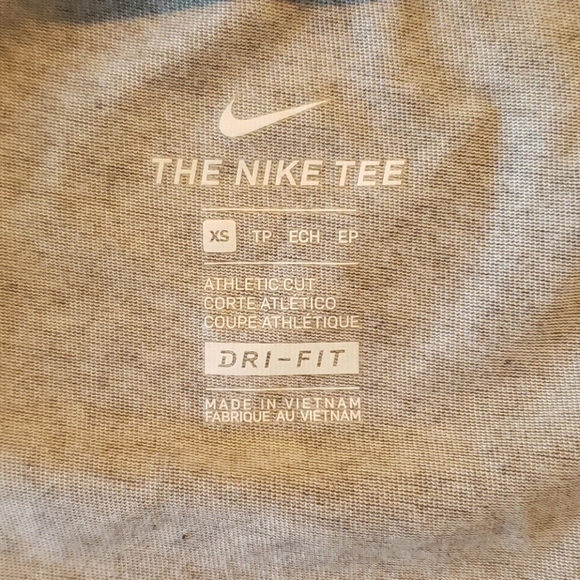 THE NIKE TEE
XS TP ECH EP
ATHLETIC CUT
CORTE ATLÉTICO
COUPE ATHLÉTIQUE
DRI-FIT
MADE IN VIETNAM
FABRIQUE AU VIETNAM